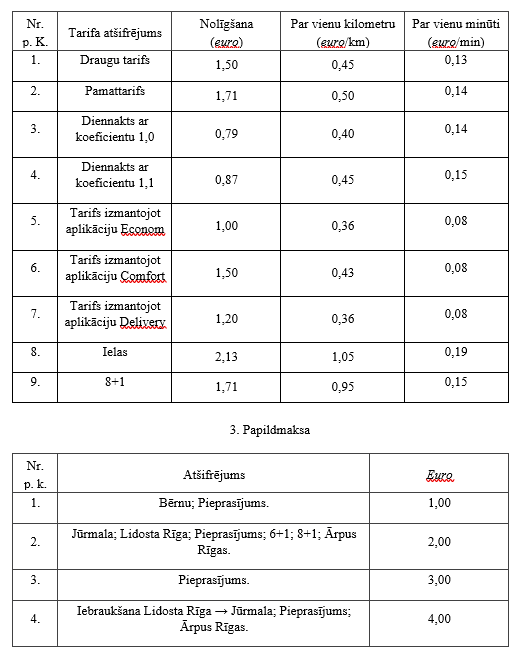 Nr.
p. K.
Tarifa atšifrējums
Nolīgšana
(euro)
Par vienu kilometru
(euro/km)
Par vienu minūti
(euro/min)
1.
Draugu tarifs
1,50
0,45
0,13
2.
Pamattarifs
1,71
0,50
0,14
3.
Diennakts ar
koeficientu 1,0
0,79
0,40
0,14
4.
Diennakts ar
koeficientu 1,1
0,87
0,45
0,15
5.
Tarifs izmantojot
aplikāciju Econom
1,00
0,36
0,08
6.
Tarifs izmantojot
aplikāciju Comfort
1,50
0,43
0,08
7.
Tarifs izmantojot
aplikāciju Delivery
1,20
0,36
0,08
8.
Ielas
2,13
1,05
0,19
9.
8+1
1,71
0,95
0,15
3. Papildmaksa
Nr.
p. k.
Atšifrējums
Euro
1.
Bērnu; Pieprasījums.
1,00
2.
Jūrmala; Lidosta Rīga; Pieprasījums; 6+1; 8+1; Ārpus
Rīgas.
2,00
3.
Pieprasījums.
3,00
4.
Iebraukšana Lidosta Rīga → Jūrmala; Pieprasījums;
Ārpus Rīgas.
4,00